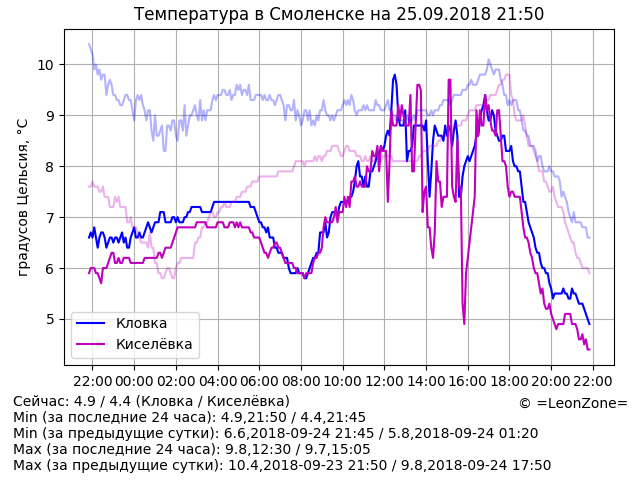 Температура в Смоленске на 25.09.2018 21:50
градусов Цельсия, °C
10
9
8
7
6
5
Кловка
Киселёвка
22:00 00:00 02:00 04:00 06:00 08:00 10:00 12:00 14:00 16:00 18:00 20:00 22:00
Сейчас: 4.9 / 4.4 (Кловка / Киселёвка)
© =LeonZone=
Min (за последние 24 часа): 4.9,21:50 / 4.4,21:45
Min (за предыдущие сутки): 6.6,2018-09-24 21:45 / 5.8,2018-09-24 01:20
Max (за последние 24 часа): 9.8,12:30 / 9.7,15:05
Max (за предыдущие сутки): 10.4,2018-09-23 21:50 / 9.8,2018-09-24 17:50